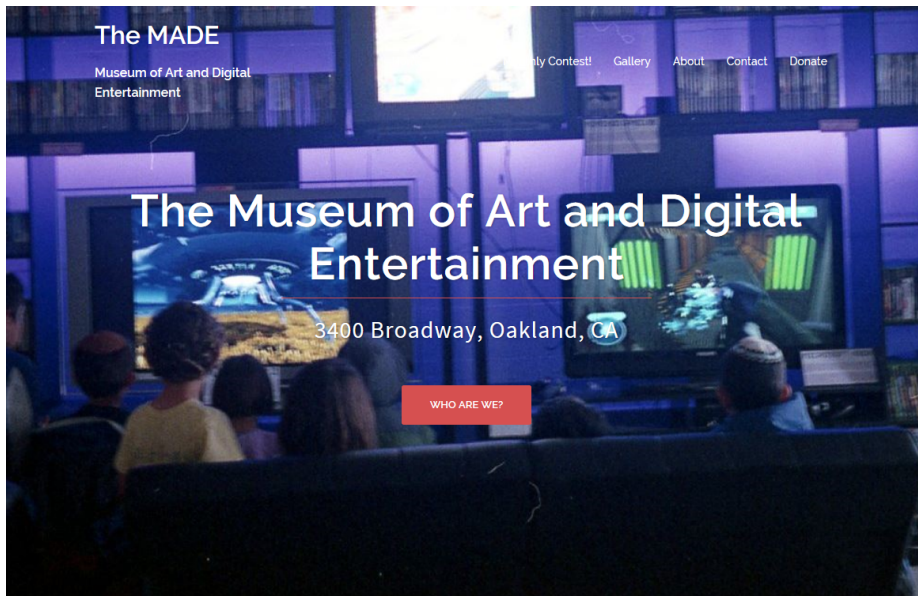 The MADE
Museum of Art and Digital
Entertainment
Contest!
Gallery
About
Contact
Donate
The Museum of Art and Digital
Entertainment
3400 Broadway, Oakland, CA
WHO ARE WE?